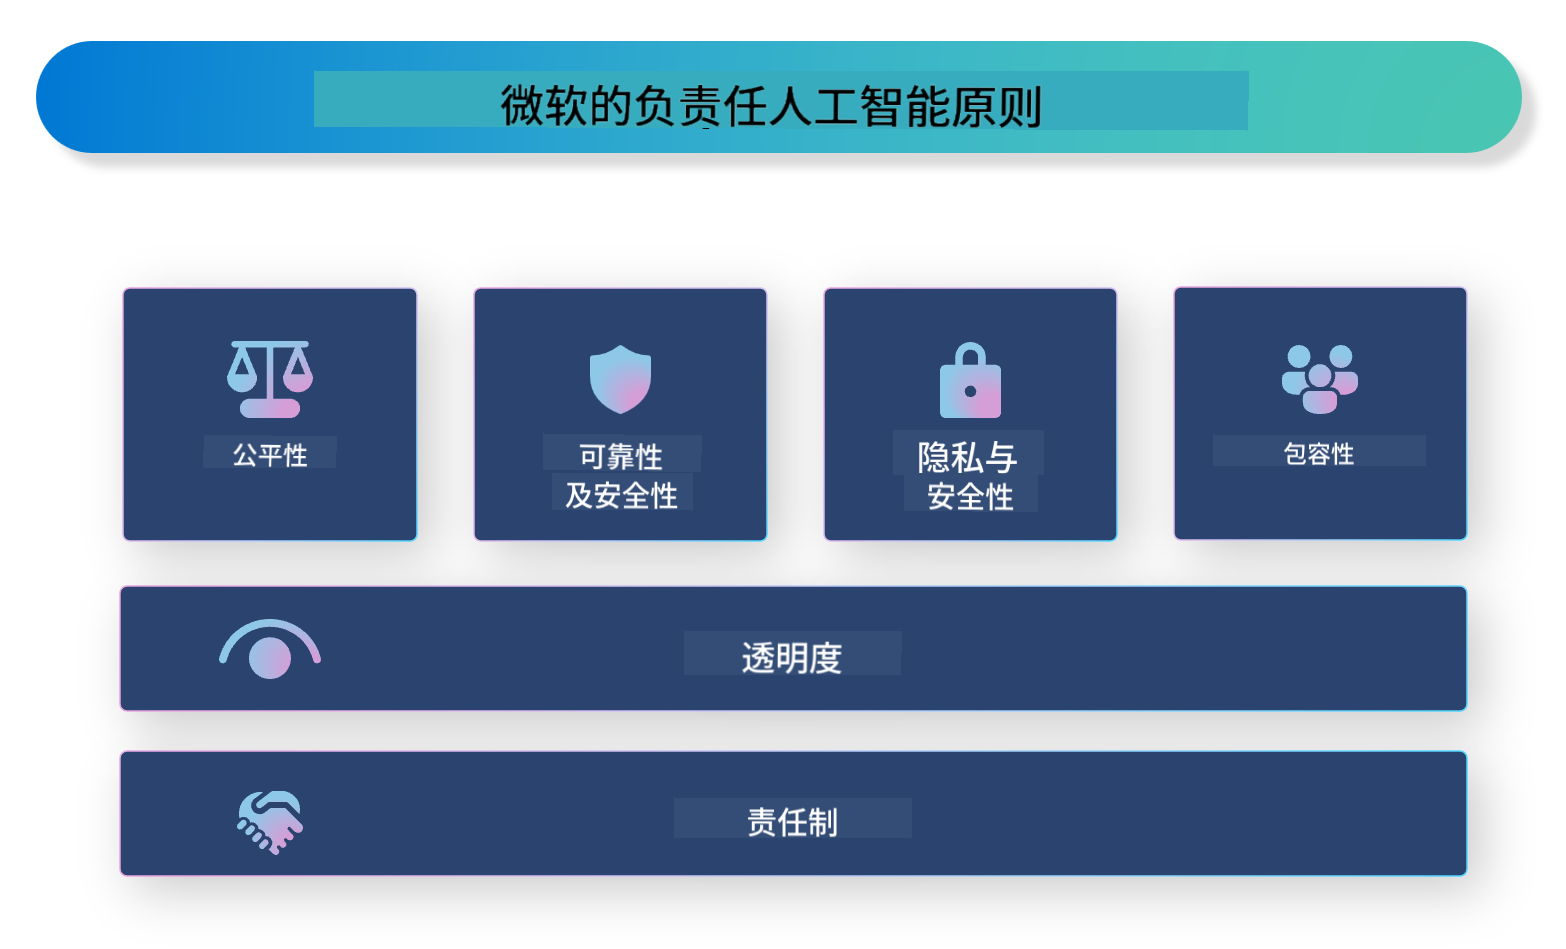 微软的负责任人工智能原则
公平性
可靠性
及安全性
隐私与
安全性
包容性
透明度
责任制